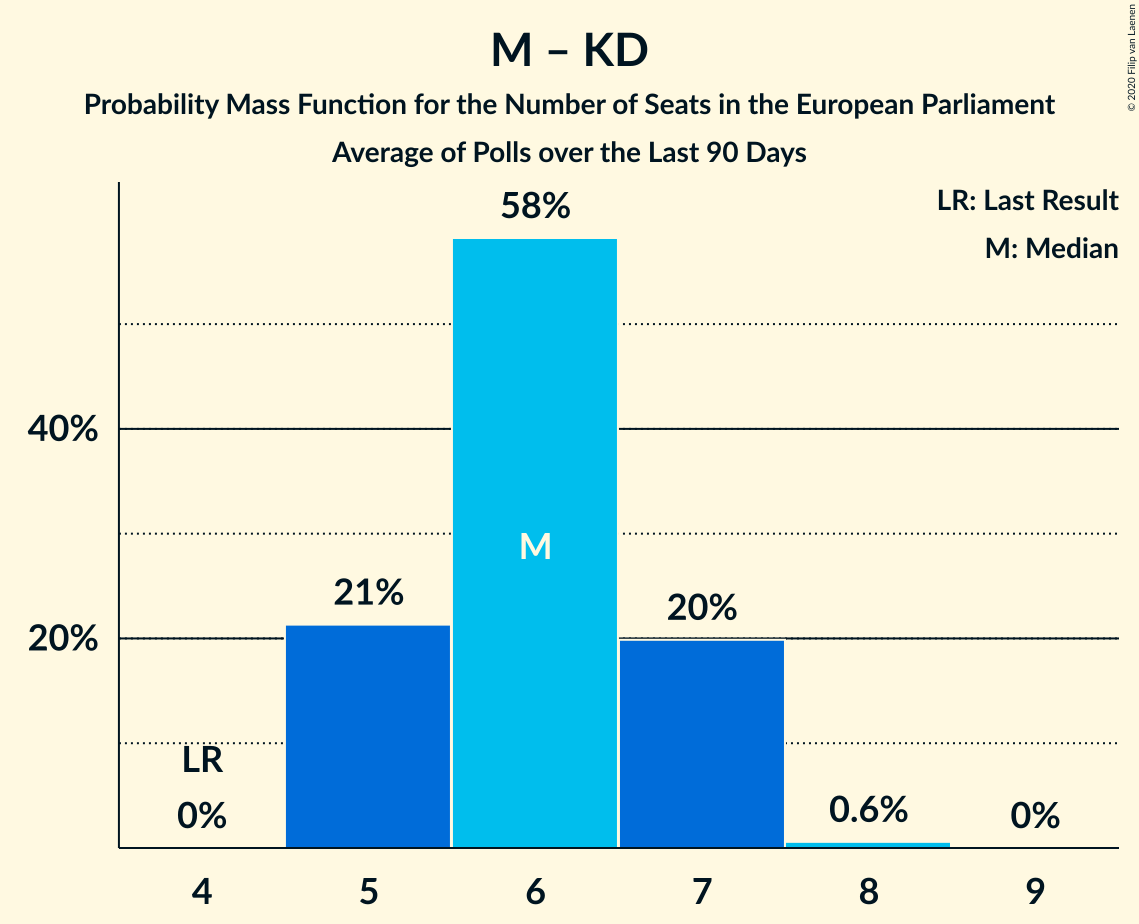 M – KD
Probability Mass Function for the Number of Seats in the European Parliament
Average of Polls over the Last 90 Days
© 2020 Filip van Laenen
LR: Last Result
M: Median
58%
40%
M
21%
20%
20%
LR
0%
0.6%
0%
4 5 6 7 8 9